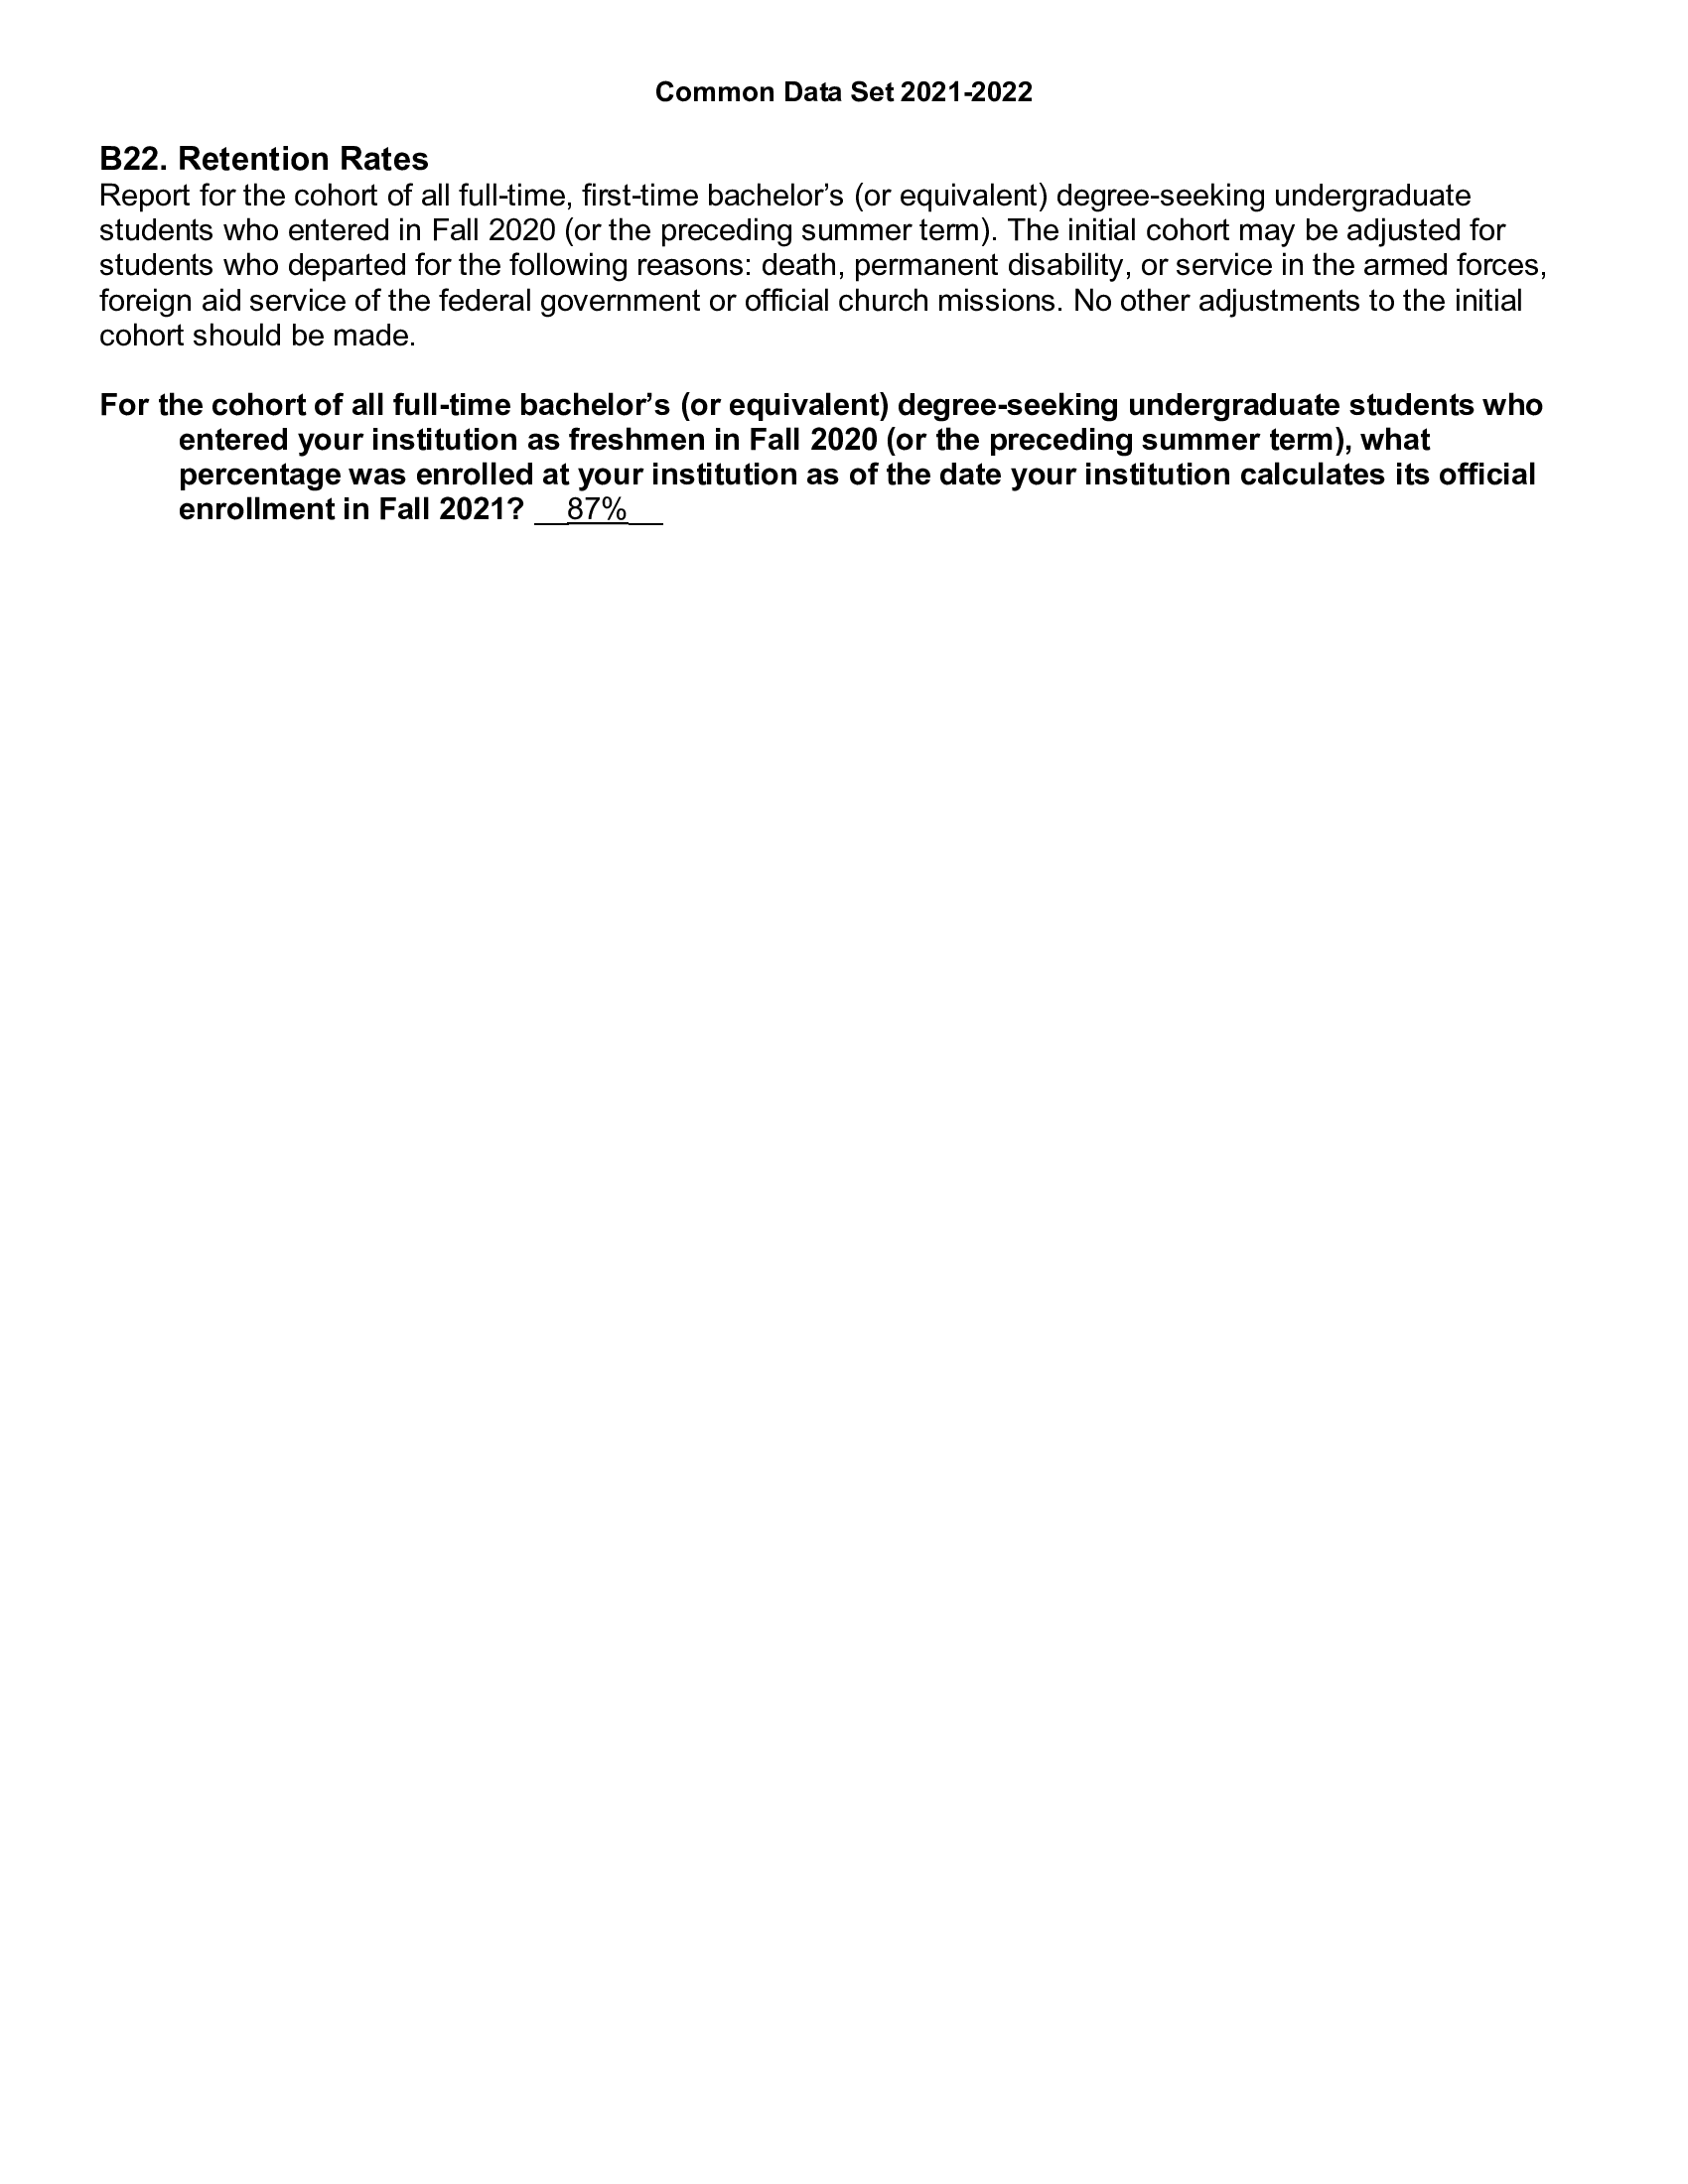 Common Data Set 2021-2022
B22. Retention Rates
Report for the cohort of all full-time, first-time bachelor’s (or equivalent) degree-seeking undergraduate
students who entered in Fall 2020 (or the preceding summer term). The initial cohort may be adjusted for
students who departed for the following reasons: death, permanent disability, or service in the armed forces,
foreign aid service of the federal government or official church missions. No other adjustments to the initial
cohort should be made.
For the cohort of all full-time bachelor’s (or equivalent) degree-seeking undergraduate students who
entered your institution as freshmen in Fall 2020 (or the preceding summer term), what
percentage was enrolled at your institution as of the date your institution calculates its official
enrollment in Fall 2021? __87%__